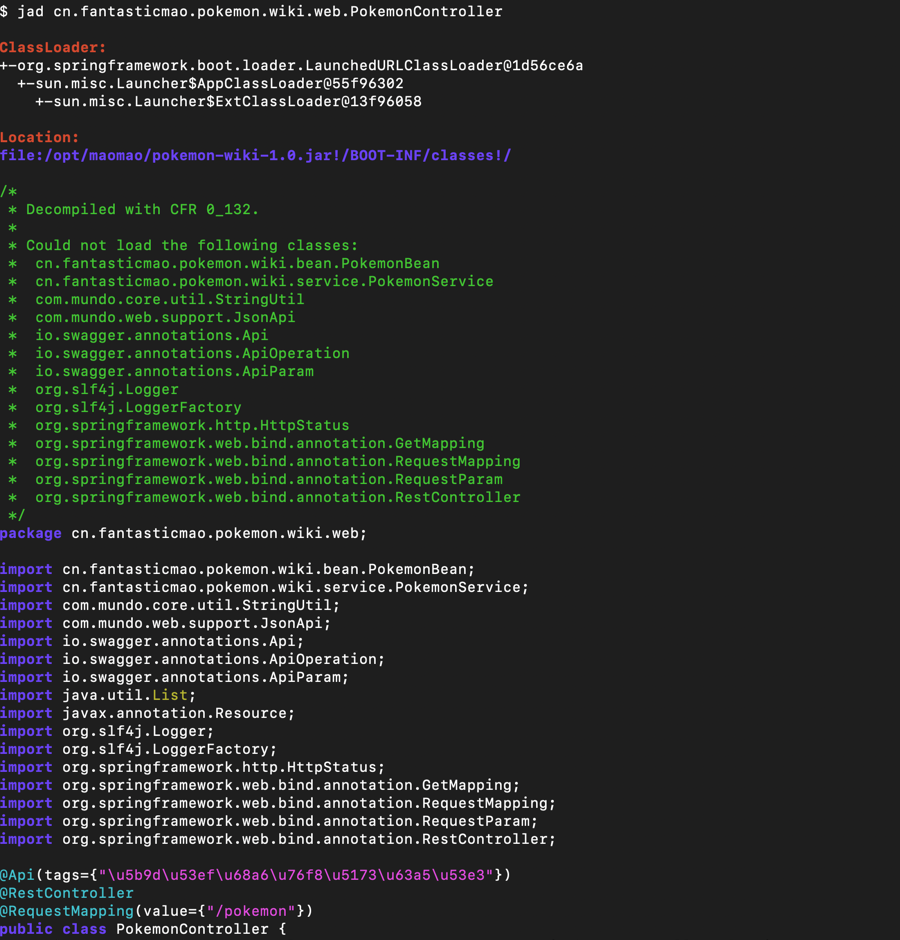 $ jad cn.fantasticmao.pokemon.wiki.web.PokemonController
ClassLoader:
+-org.springframework.boot.loader.LaunchedURLClassLoader@1d56ce6a
  +-sun.misc.Launcher$AppClassLoader@55f96302
    +-sun.misc.Launcher$ExtClassLoader@13f96058
Location:
file:/opt/maomao/pokemon-wiki-1.0.jar!/BOOT-INF/classes!/
/*
 * Decompiled with CFR 0_132.
 *
 * Could not load the following classes:
 *  cn.fantasticmao.pokemon.wiki.bean.PokemonBean
 *  cn.fantasticmao.pokemon.wiki.service.PokemonService
 *  com.mundo.core.util.StringUtil
 *  com.mundo.web.support.JsonApi
 *  io.swagger.annotations.Api
 *  io.swagger.annotations.ApiOperation
 *  io.swagger.annotations.ApiParam
 *  org.slf4j.Logger
 *  org.slf4j.LoggerFactory
 *  org.springframework.http.HttpStatus
 *  org.springframework.web.bind.annotation.GetMapping
 *  org.springframework.web.bind.annotation.RequestMapping
 *  org.springframework.web.bind.annotation.RequestParam
 *  org.springframework.web.bind.annotation.RestController
 */
package cn.fantasticmao.pokemon.wiki.web;
import cn.fantasticmao.pokemon.wiki.bean.PokemonBean;
import cn.fantasticmao.pokemon.wiki.service.PokemonService;
import com.mundo.core.util.StringUtil;
import com.mundo.web.support.JsonApi;
import io.swagger.annotations.Api;
import io.swagger.annotations.ApiOperation;
import io.swagger.annotations.ApiParam;
import java.util.List;
import javax.annotation.Resource;
import org.slf4j.Logger;
import org.slf4j.LoggerFactory;
import org.springframework.http.HttpStatus;
import org.springframework.web.bind.annotation.GetMapping;
import org.springframework.web.bind.annotation.RequestMapping;
import org.springframework.web.bind.annotation.RequestParam;
import org.springframework.web.bind.annotation.RestController;
@Api(tags={"\u5b9d\u53ef\u68a6\u76f8\u5173\u63a5\u53e3"})
@RestController
@RequestMapping(value={"/pokemon"})
public class PokemonController {